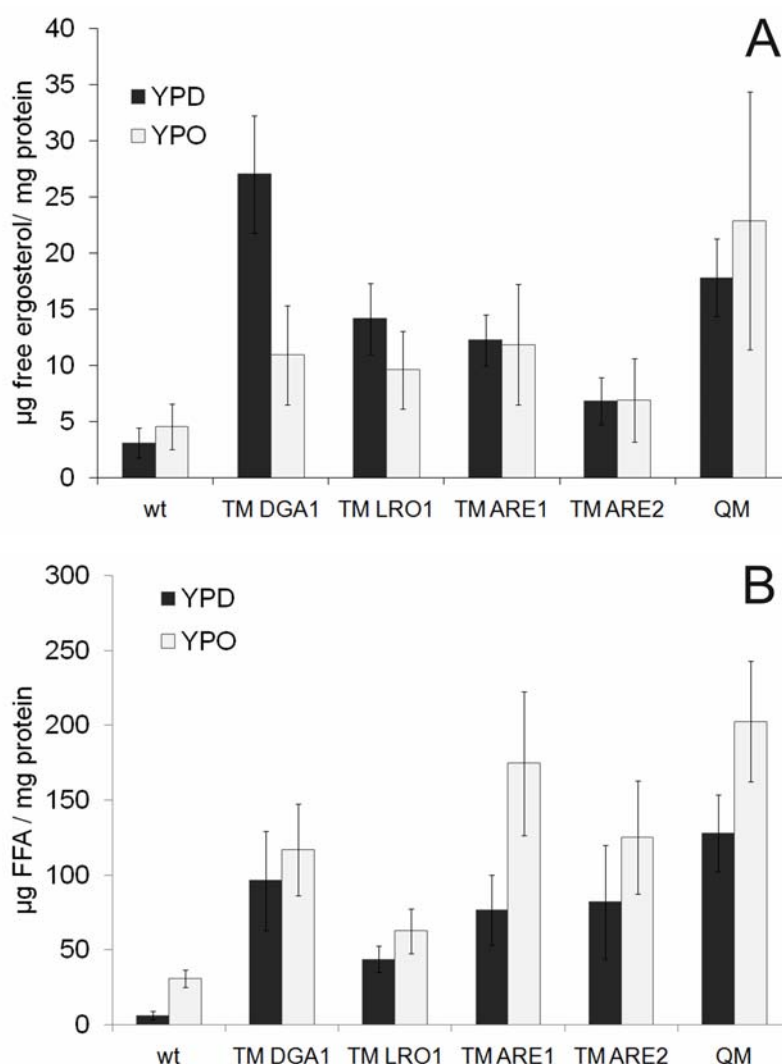 A
µg free ergosterol/ mg protein
40
35
30
25
20
15
10
5
0
YPD
YPO
wt TM DGA1 TM LRO1 TM ARE1 TM ARE2 QM
B
µg FFA / mg protein
300
250
200
150
100
50
0
YPD
YPO
wt TM DGA1 TM LRO1 TM ARE1 TM ARE2 QM